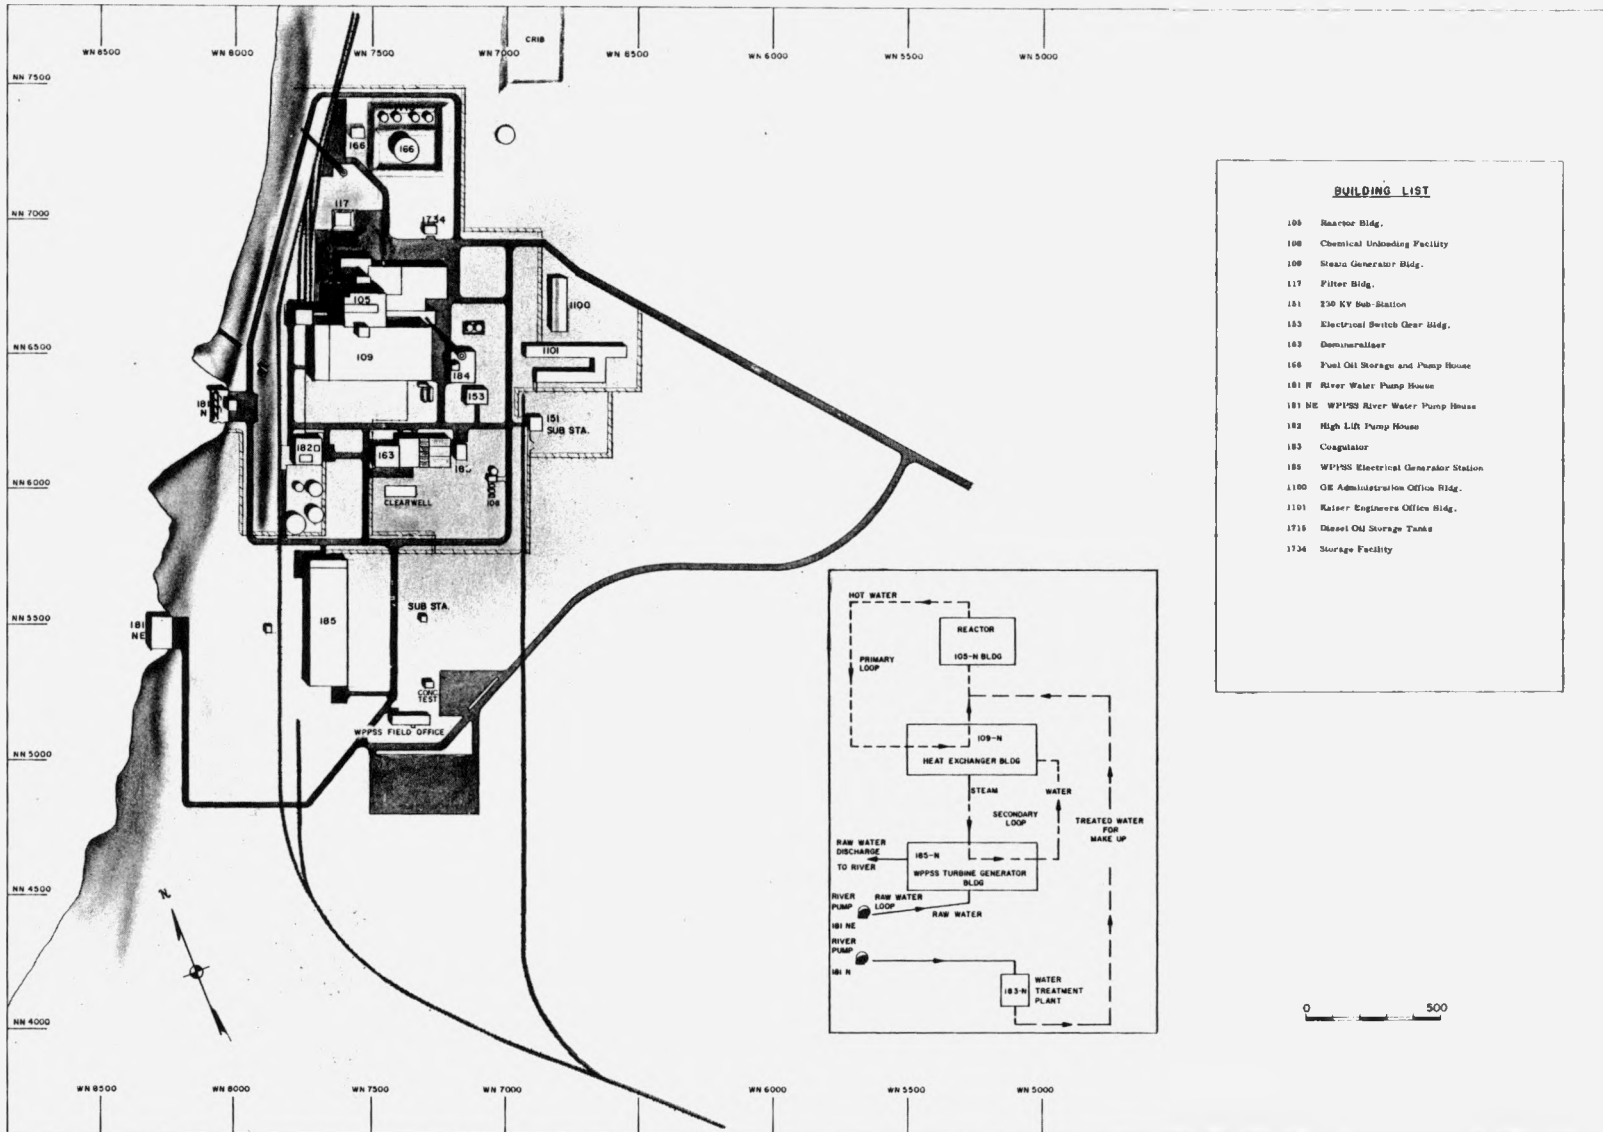 CRIB
WN 8500
WN 8000
WN 7500
WN 7000
WN 6500
WN 6000
WN 5500
WN 5000
NN 7500
166
166
NN 7000
117
1734
105
1100
NN 6500
109
1101
184
153
181
N
151
SUB STA.
182
163
NN 6000
CLEARWELL
108
181
NE
NN 5500
185
SUB STA.
CONC
TEST
WPPSS FIELD OFFICE
NN 5000
NN 4500
N
NN 4000
WN 8500
WN 8000
WN 7500
WN 7000
WN 6000
WN 5500
WN 5000
HOT WATER
REACTOR
105-N BLDG
PRIMARY
LOOP
109-N
HEAT EXCHANGER BLDG
STEAM
WATER
SECONDARY
LOOP
TREATED WATER
FOR
MAKE UP
RAW WATER
DISCHARGE
TO RIVER
185-N
WPPSS TURBINE GENERATOR
BLDG
RIVER
PUMP
RAW WATER
LOOP
RAW WATER
181 NE
RIVER
PUMP
181 N
183-N
WATER
TREATMENT
PLANT
BUILDING LIST
105 Reactor Bldg.
108 Chemical Unloading Facility
109 Steam Generator Bldg.
117 Filter Bldg.
151 230 KV Sub-Station
153 Electrical Switch Gear Bldg.
163 Demineralizer
166 Fuel Oil Storage and Pump House
181 N River Water Pump House
181 NE WPPSS River Water Pump House
182 High Lift Pump House
183 Coagulator
185 WPPSS Electrical Generator Station
1100 GE Administration Office Bldg.
1101 Kaiser Engineers Office Bldg.
1715 Diesel Oil Storage Tanks
1734 Storage Facility
0 500